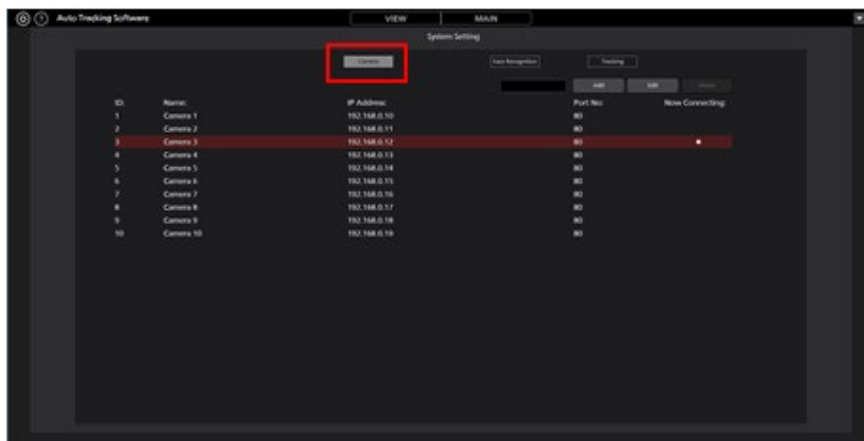 Auto Tracking Software VIEW MAIN
System Setting
Camera Face Recognition Tracking
Add Edit Delete
ID: Name: IP Address: Port No: Now Connecting:
1 Camera 1 192.168.0.10 80
2 Camera 2 192.168.0.11 80
3 Camera 3 192.168.0.12 80
4 Camera 4 192.168.0.13 80
5 Camera 5 192.168.0.14 80
6 Camera 6 192.168.0.15 80
7 Camera 7 192.168.0.16 80
8 Camera 8 192.168.0.17 80
9 Camera 9 192.168.0.18 80
10 Camera 10 192.168.0.19 80